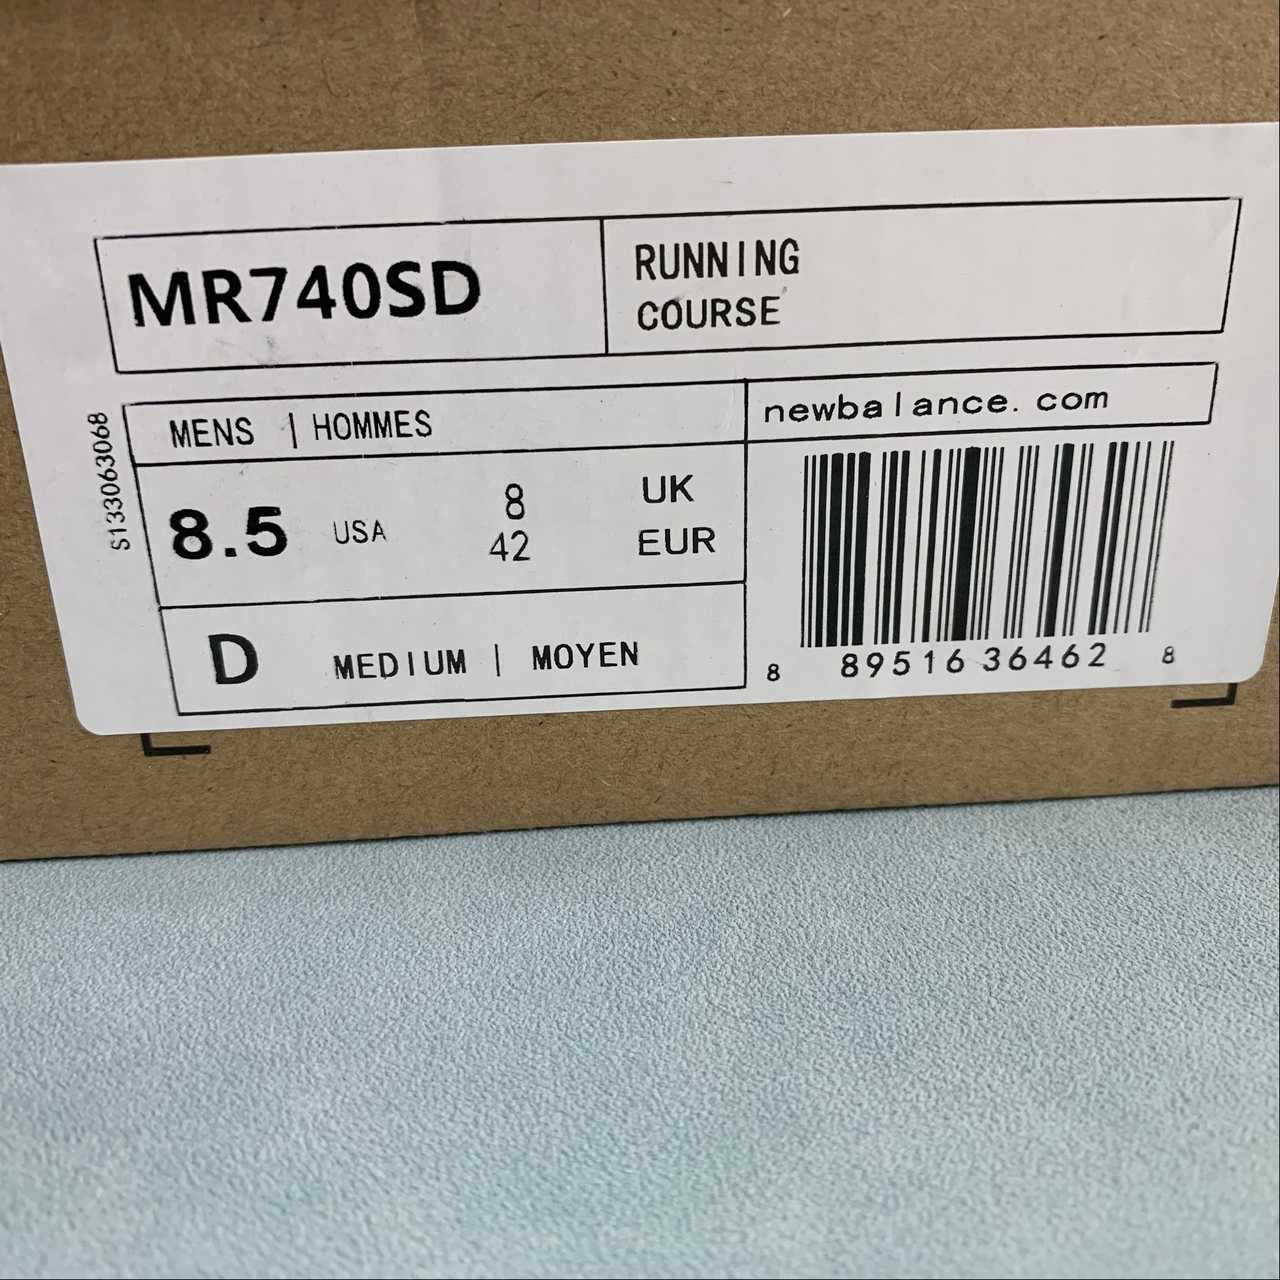 MR740SD
RUNNING
COURSE
S133063068
MENS | HOMMES
newbalance.com
8.5 USA
8 UK
42 EUR
D MEDIUM | MOYEN
8 89516 36462 8